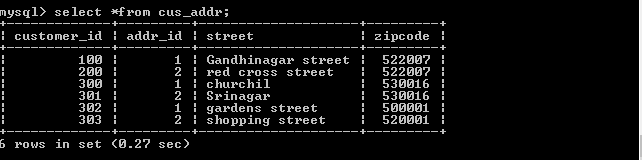 mysql> select *from cus_addr;
customer_id | addr_id | street | zipcode
100 | 1 | Gandhinagar street | 522007
200 | 2 | red cross street | 522007
300 | 1 | churchil | 530016
301 | 2 | Srinagar | 530016
302 | 1 | gardens street | 500001
303 | 2 | shopping street | 520001
6 rows in set (0.27 sec)